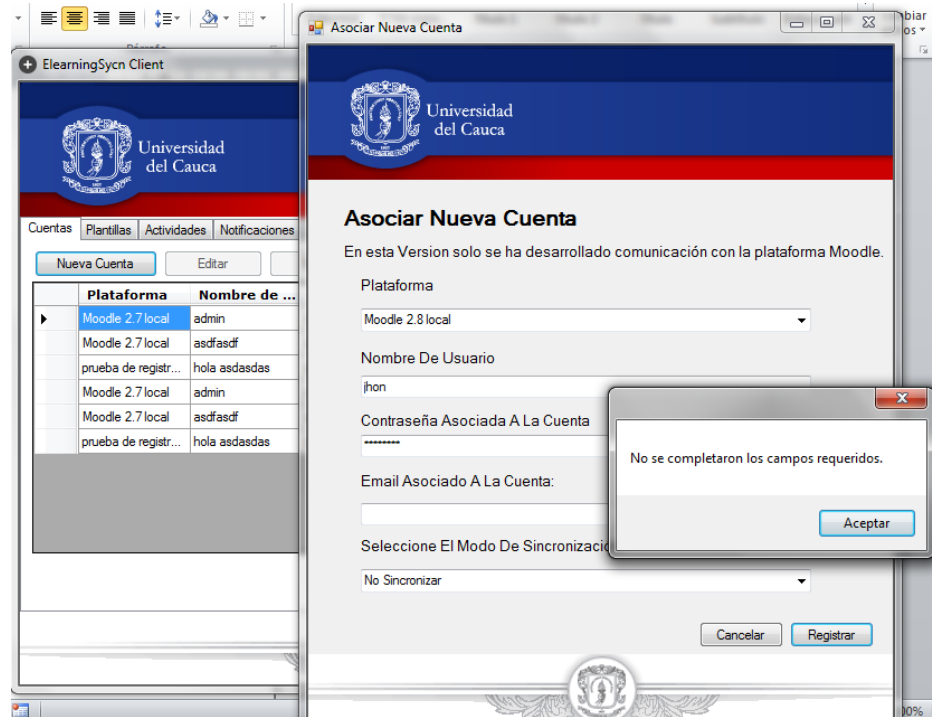 Asociar Nueva Cuenta
ElearningSycn Client
Universidad
del Cauca
Cuentas
Plantillas
Actividades
Notificaciones
Nueva Cuenta
Editar
Plataforma
Nombre de ...
Moodle 2.7 local
admin
Moodle 2.7 local
asdfasdf
prueba de registr...
hola asdasdas
Moodle 2.7 local
admin
Moodle 2.7 local
asdfasdf
prueba de registr...
hola asdasdas
Universidad
del Cauca
Asociar Nueva Cuenta
En esta Version solo se ha desarrollado comunicación con la plataforma Moodle.
Plataforma
Moodle 2.8 local
Nombre De Usuario
jhon
Contraseña Asociada A La Cuenta
********
Email Asociado A La Cuenta:
Seleccione El Modo De Sincronizació
No Sincronizar
Cancelar
Registrar
No se completaron los campos requeridos.
Aceptar